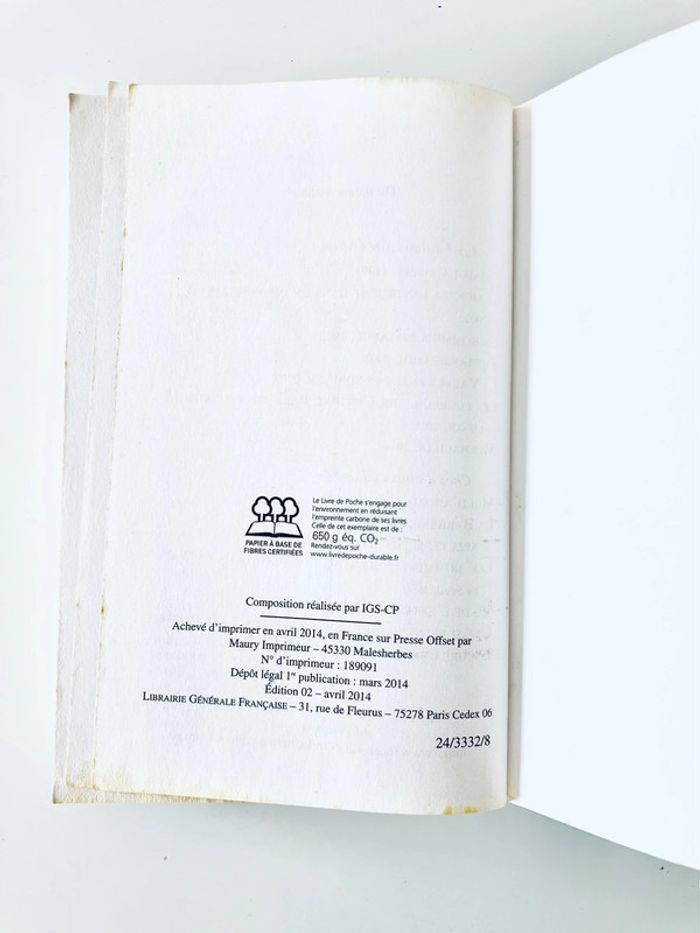 PAPIER À BASE DE
FIBRES CERTIFIÉES
Le Livre de Poche s'engage pour
l'environnement en réduisant
l'empreinte carbone de ses livres.
Celle de cet exemplaire est de :
650 g éq. CO₂
Rendez-vous sur
www.livredepoche-durable.fr
Composition réalisée par IGS-CP
Achevé d'imprimer en avril 2014, en France sur Presse Offset par
Maury Imprimeur – 45330 Malesherbes
N° d'imprimeur : 189091
Dépôt légal 1re publication : mars 2014
Édition 02 – avril 2014
LIBRAIRIE GÉNÉRALE FRANÇAISE – 31, rue de Fleurus – 75278 Paris Cedex 06
24/3332/8